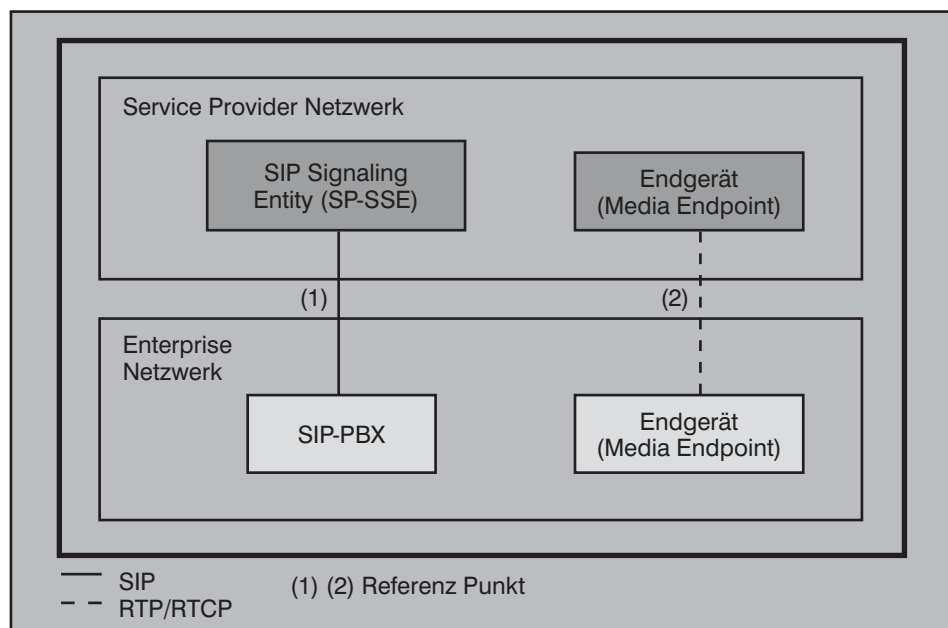 Service Provider Netzwerk
SIP Signaling
Entity (SP-SSE)
Endgerät
(Media Endpoint)
(1)
(2)
Enterprise
Netzwerk
SIP-PBX
Endgerät
(Media Endpoint)
SIP
RTP/RTCP
(1) (2) Referenz Punkt